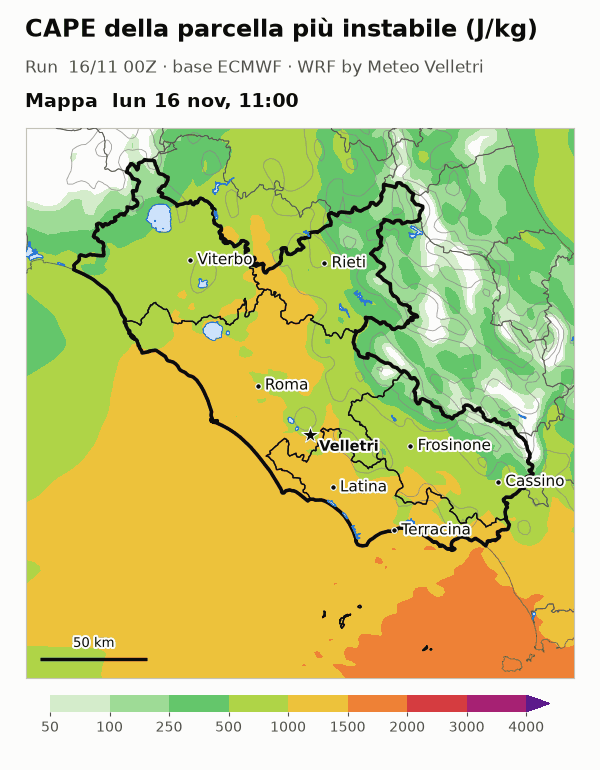 CAPE della parcella più instabile (J/kg)
Run  16/11 00Z · base ECMWF · WRF by Meteo Velletri
Mappa  lun 16 nov, 11:00
Viterbo
Rieti
Roma
Velletri
Frosinone
Cassino
Latina
Terracina
50 km
50 100 250 500 1000 1500 2000 3000 4000